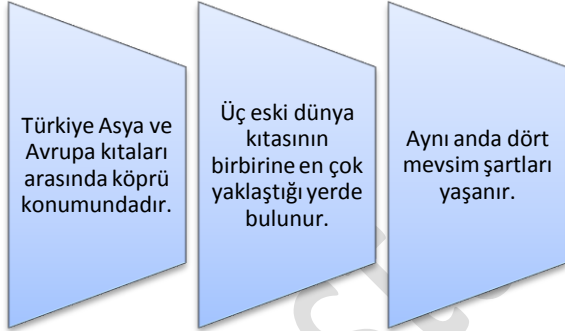 Türkiye Asya ve
Avrupa kıtaları
arasında köprü
konumundadır.
Üç eski dünya
kıtasının
birbirine en çok
yaklaştığı yerde
bulunur.
Aynı anda dört
mevsim şartları
yaşanır.